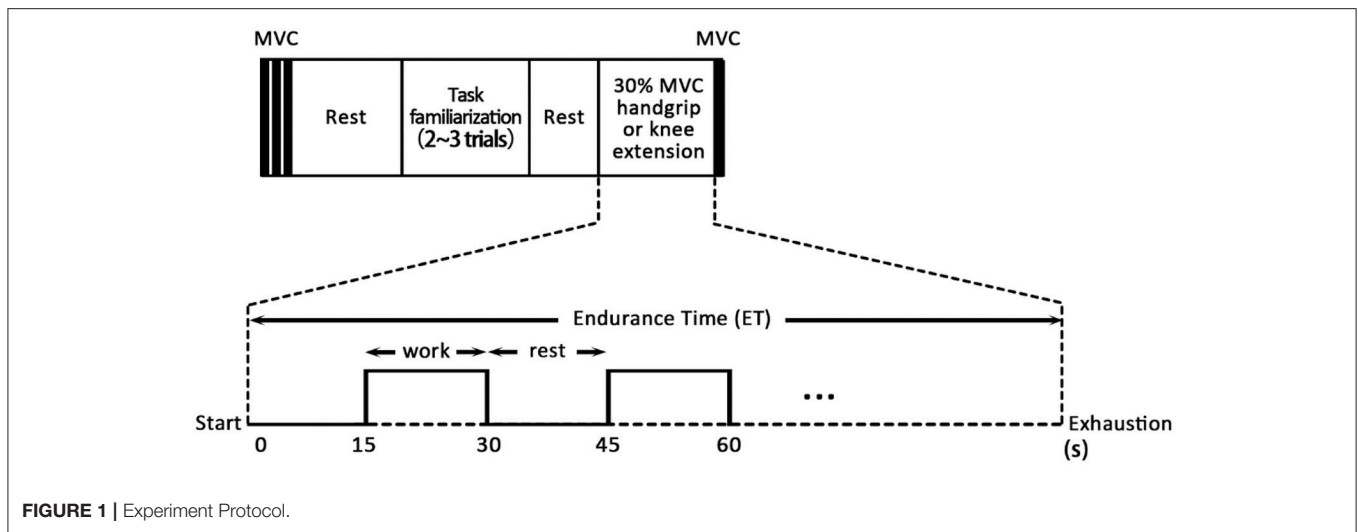 MVC
MVC
Rest
Task
familiarization
(2~3 trials)
Rest
30% MVC
handgrip
or knee
extension
Endurance Time (ET)
work
rest
...
Start
Exhaustion
0
15
30
45
60
(s)
FIGURE 1 | Experiment Protocol.